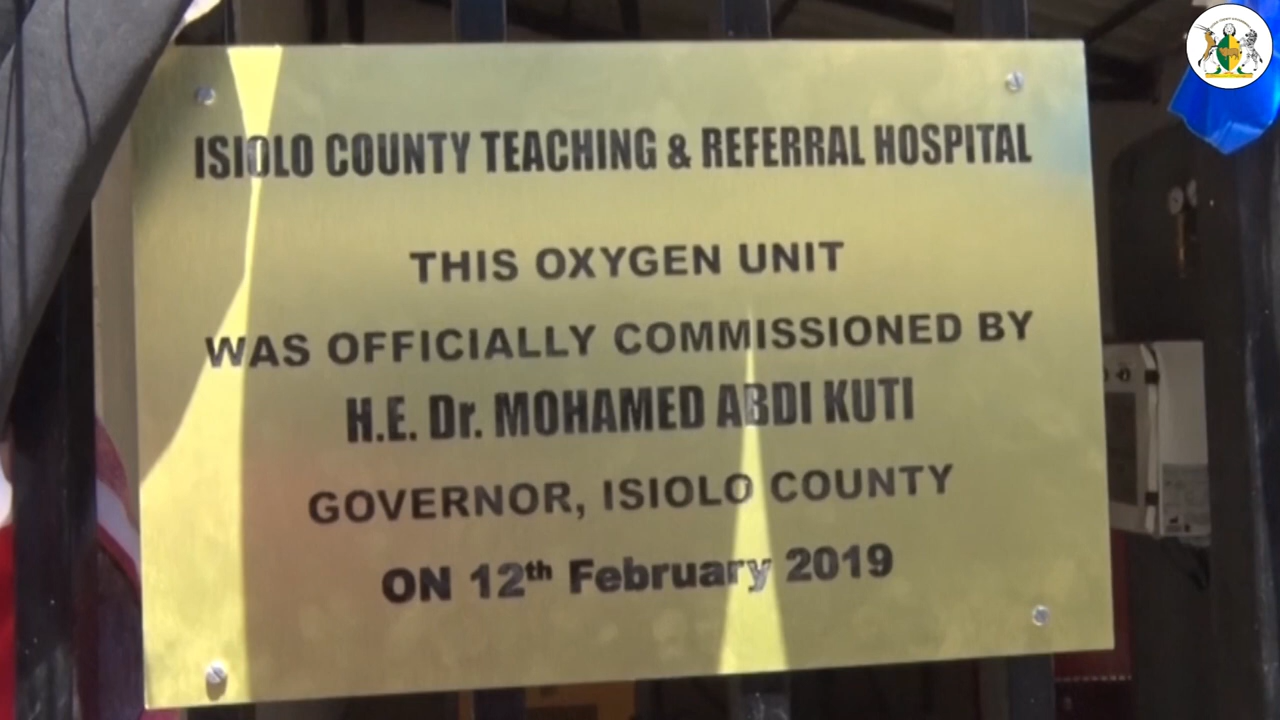 ISIOLO COUNTY TEACHING & REFERRAL HOSPITAL
THIS OXYGEN UNIT
WAS OFFICIALLY COMMISSIONED BY
H.E. Dr. MOHAMED ABDI KUTI
GOVERNOR, ISIOLO COUNTY
ON 12th February 2019